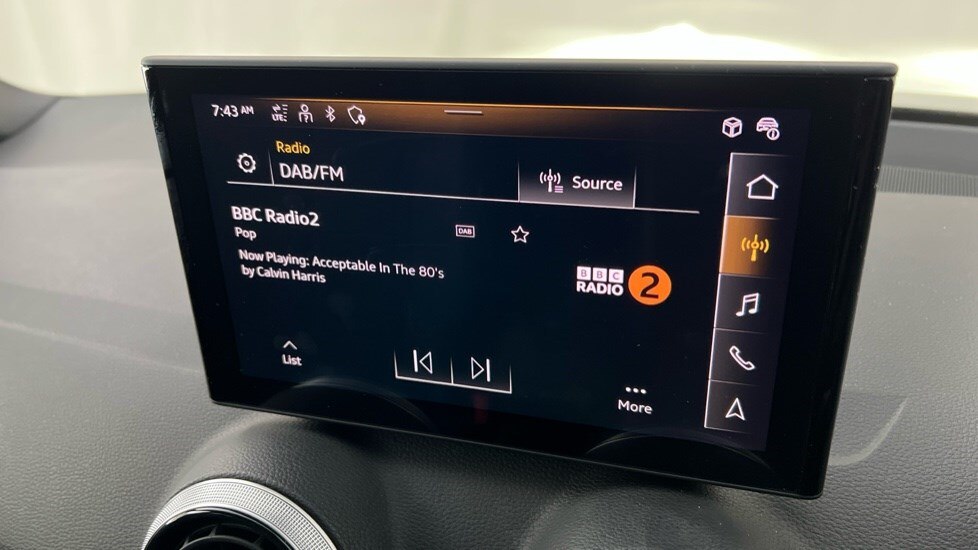 7:43 AM
LTE
Radio
DAB/FM
Source
BBC Radio2
Pop
DAB
Now Playing: Acceptable In The 80's
by Calvin Harris
BBC
RADIO 2
List
More